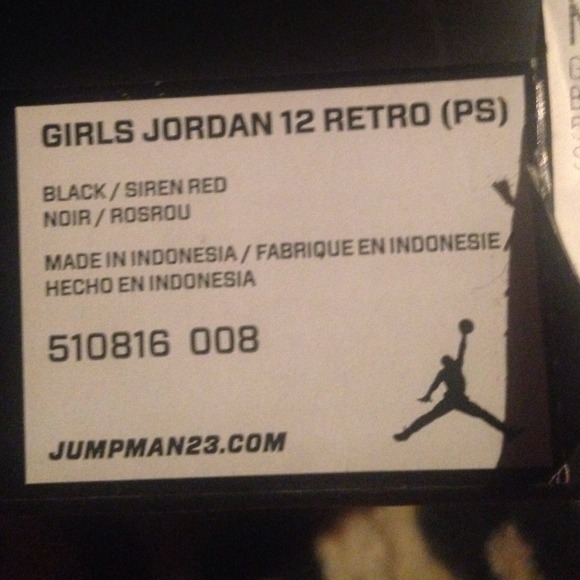 GIRLS JORDAN 12 RETRO (PS)
BLACK / SIREN RED
NOIR / ROSROU
MADE IN INDONESIA / FABRIQUE EN INDONESIE /
HECHO EN INDONESIA
510816 008
JUMPMAN23.COM